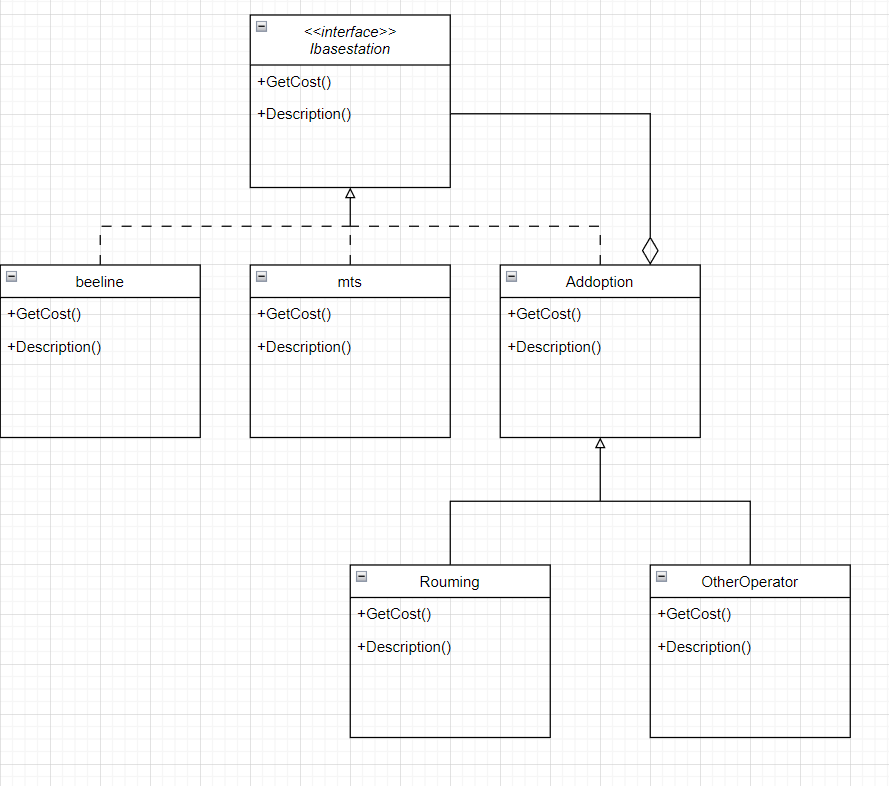 <<interface>>
Ibasestation
+GetCost()
+Description()
beeline
+GetCost()
+Description()
mts
+GetCost()
+Description()
Addoption
+GetCost()
+Description()
Rouming
+GetCost()
+Description()
OtherOperator
+GetCost()
+Description()